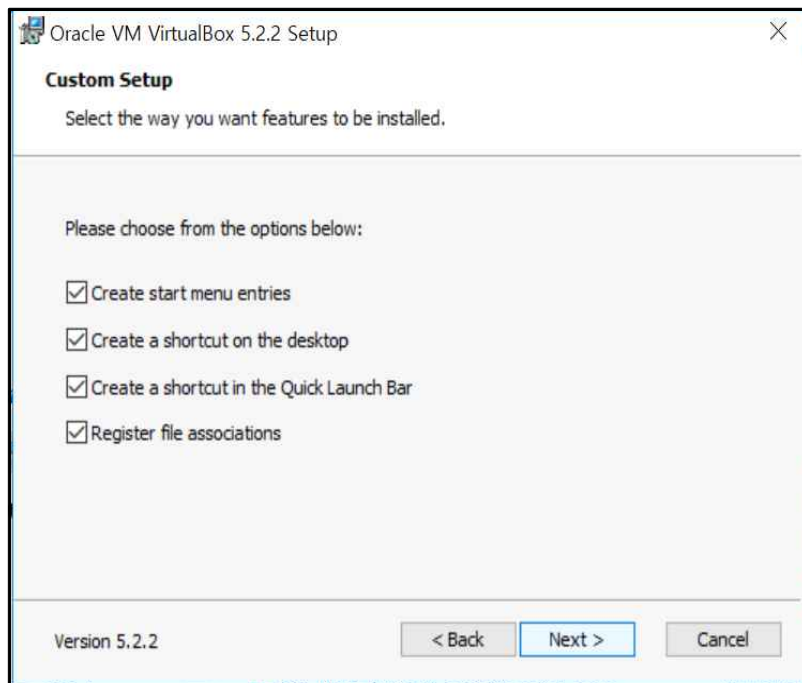 Oracle VM VirtualBox 5.2.2 Setup
Custom Setup
Select the way you want features to be installed.
Please choose from the options below:
Create start menu entries
Create a shortcut on the desktop
Create a shortcut in the Quick Launch Bar
Register file associations
Version 5.2.2
< Back
Next >
Cancel